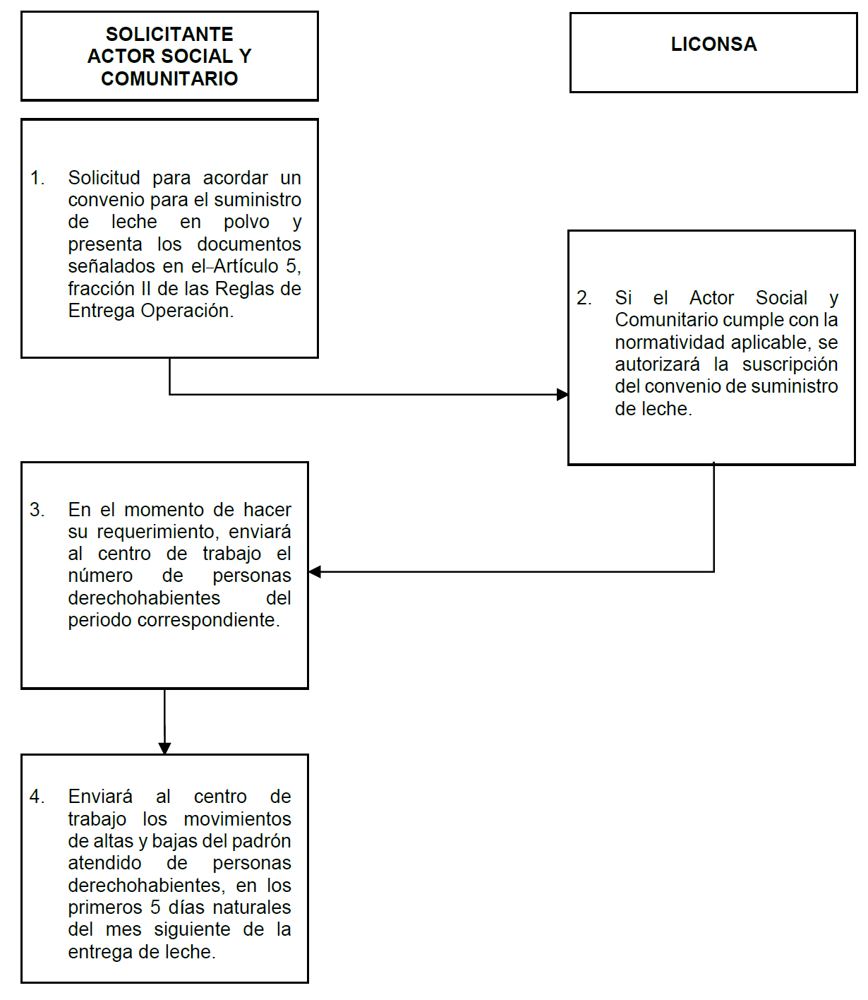 SOLICITANTE
ACTOR SOCIAL Y
COMUNITARIO
LICONSA
1. Solicitud para acordar un
convenio para el suministro
de leche en polvo y
presenta los documentos
señalados en el Artículo 5,
fracción II de las Reglas de
Entrega Operación.
2. Si el Actor Social y
Comunitario cumple con la
normatividad aplicable, se
autorizará la suscripción
del convenio de suministro
de leche.
3. En el momento de hacer
su requerimiento, enviará
al centro de trabajo el
número de personas
derechohabientes del
periodo correspondiente.
4. Enviará al centro de
trabajo los movimientos
de altas y bajas del padrón
atendido de personas
derechohabientes, en los
primeros 5 días naturales
del mes siguiente de la
entrega de leche.